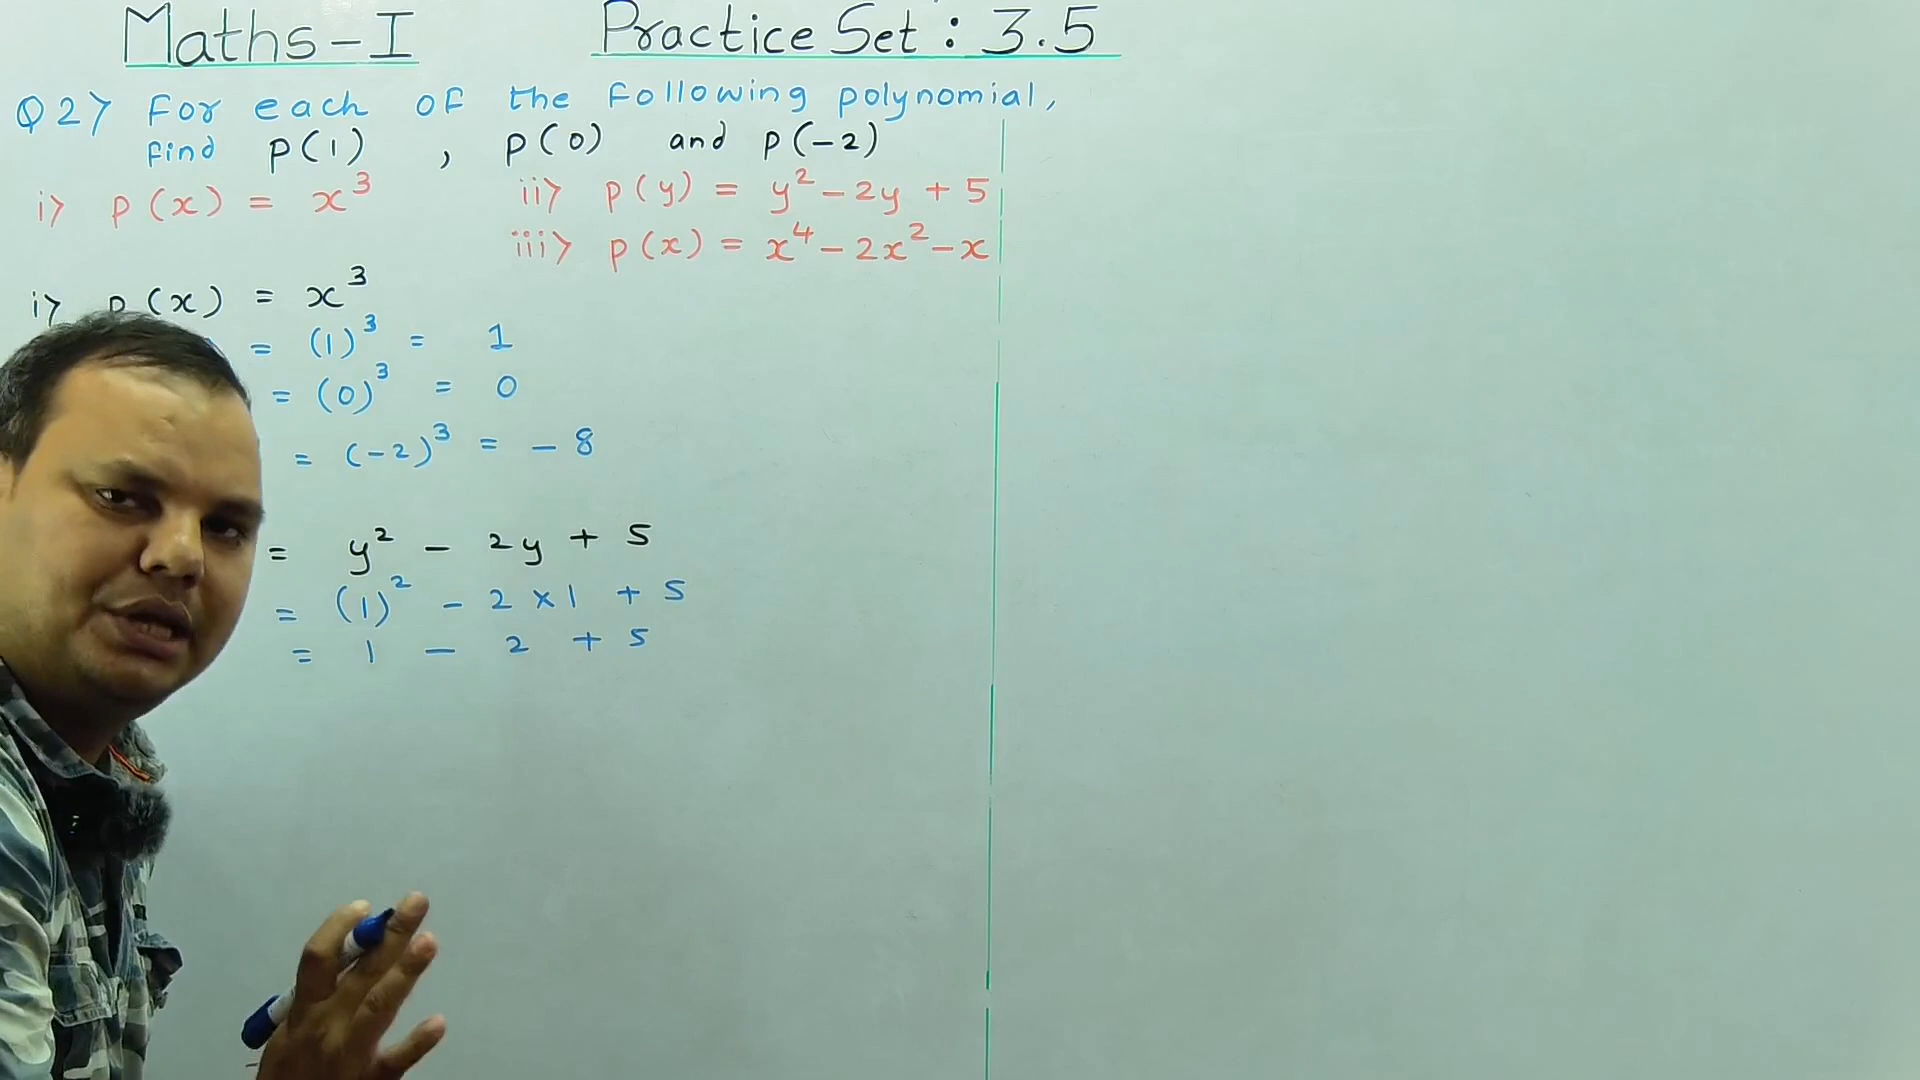 Maths-I Practice Set: 3.5
Q2> For each of the following polynomial,
find p(1) , p(0) and p(-2)
i> p(x) = x³ ii> p(y) = y² - 2y + 5
iii> p(x) = x⁴ - 2x² - x
i> p(x) = x³
= (1)³ = 1
= (0)³ = 0
= (-2)³ = - 8
= y² - 2y + 5
= (1)² - 2 × 1 + 5
= 1 - 2 + 5